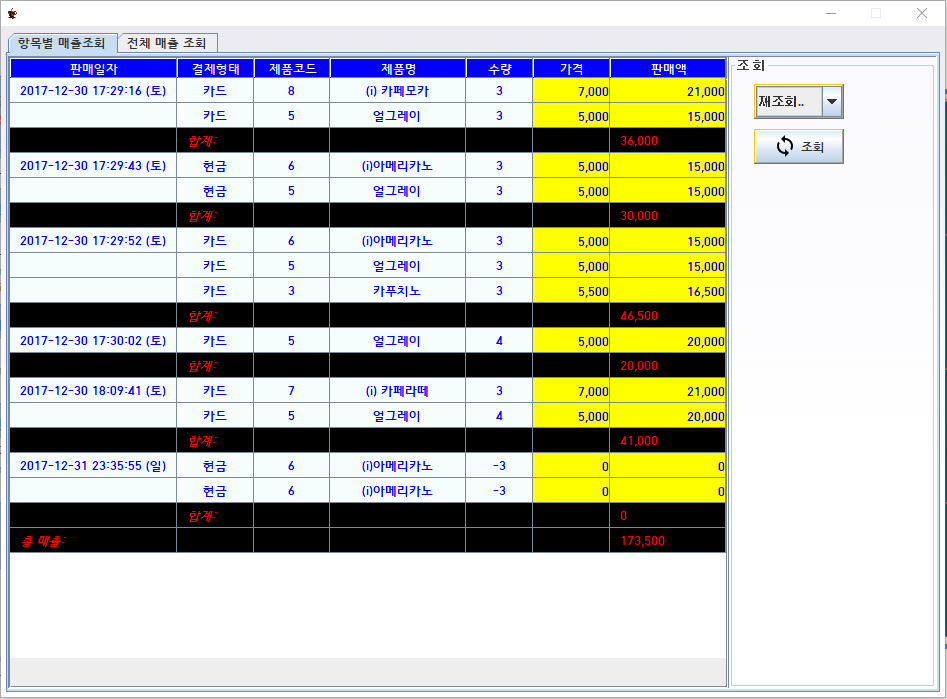 항목별 매출조회 전체 매출 조회
판매일자 결제형태 제품코드 제품명 수량 가격 판매액
2017-12-30 17:29:16 (토) 카드 8 (i) 카페모카 3 7,000 21,000
카드 5 얼그레이 3 5,000 15,000
합계: 36,000
2017-12-30 17:29:43 (토) 현금 6 (i)아메리카노 3 5,000 15,000
현금 5 얼그레이 3 5,000 15,000
합계: 30,000
2017-12-30 17:29:52 (토) 카드 6 (i)아메리카노 3 5,000 15,000
카드 5 얼그레이 3 5,000 15,000
카드 3 카푸치노 3 5,500 16,500
합계: 46,500
2017-12-30 17:30:02 (토) 카드 5 얼그레이 4 5,000 20,000
합계: 20,000
2017-12-30 18:09:41 (토) 카드 7 (i) 카페라떼 3 7,000 21,000
카드 5 얼그레이 4 5,000 20,000
합계: 41,000
2017-12-31 23:35:55 (일) 현금 6 (i)아메리카노 -3 0 0
현금 6 (i)아메리카노 -3 0 0
합계: 0
총 매출: 173,500
조회
재조회..
조회